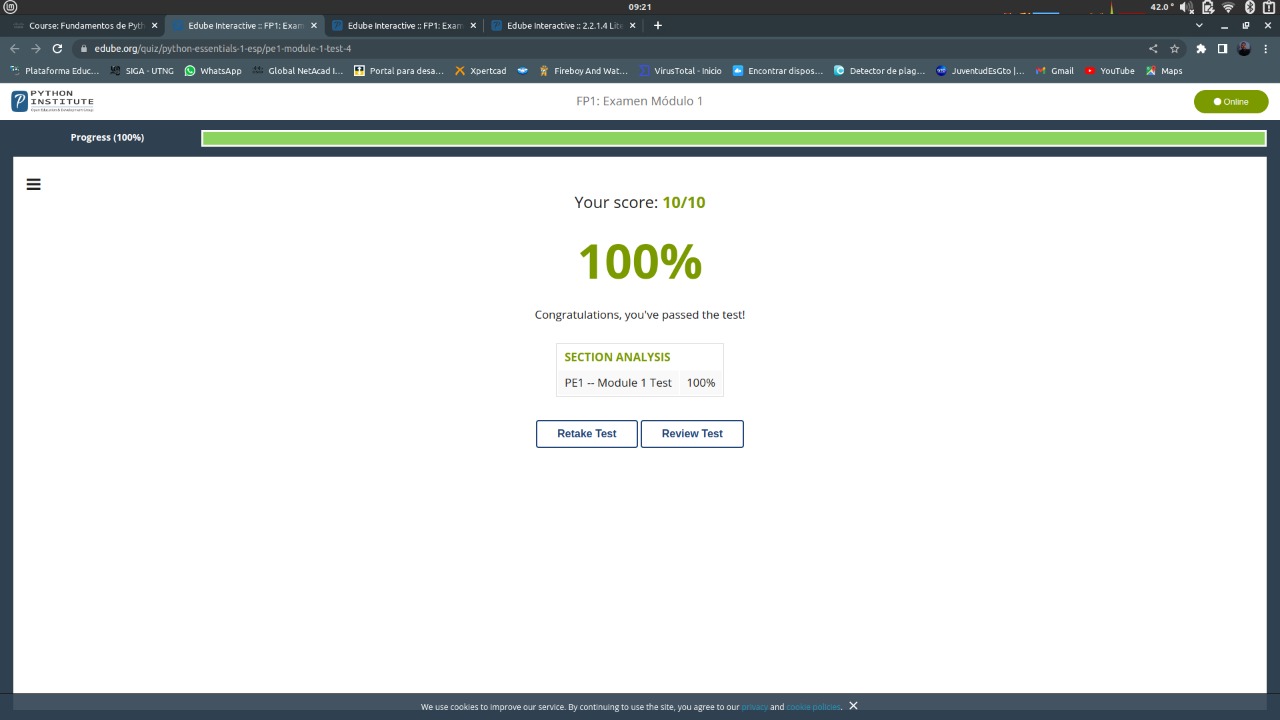 09:21
42.0 °
Course: Fundamentos de Pyth
Edube Interactive :: FP1: Exam
Edube Interactive :: FP1: Exam
Edube Interactive :: 2.2.1.4 Lite
edube.org/quiz/python-essentials-1-esp/pe1-module-1-test-4
Plataforma Educ...
SIGA - UTNG
WhatsApp
Global NetAcad I...
Portal para desa...
Xpertcad
Fireboy And Wat...
VirusTotal - Inicio
Encontrar dispos...
Detector de plag...
JuventudEsGto |...
Gmail
YouTube
Maps
PYTHON
INSTITUTE
FP1: Examen Módulo 1
Online
Progress (100%)
Your score: 10/10
100%
Congratulations, you've passed the test!
SECTION ANALYSIS
PE1 -- Module 1 Test 100%
Retake Test
Review Test
We use cookies to improve our service. By continuing to use the site, you agree to our privacy and cookie policies.